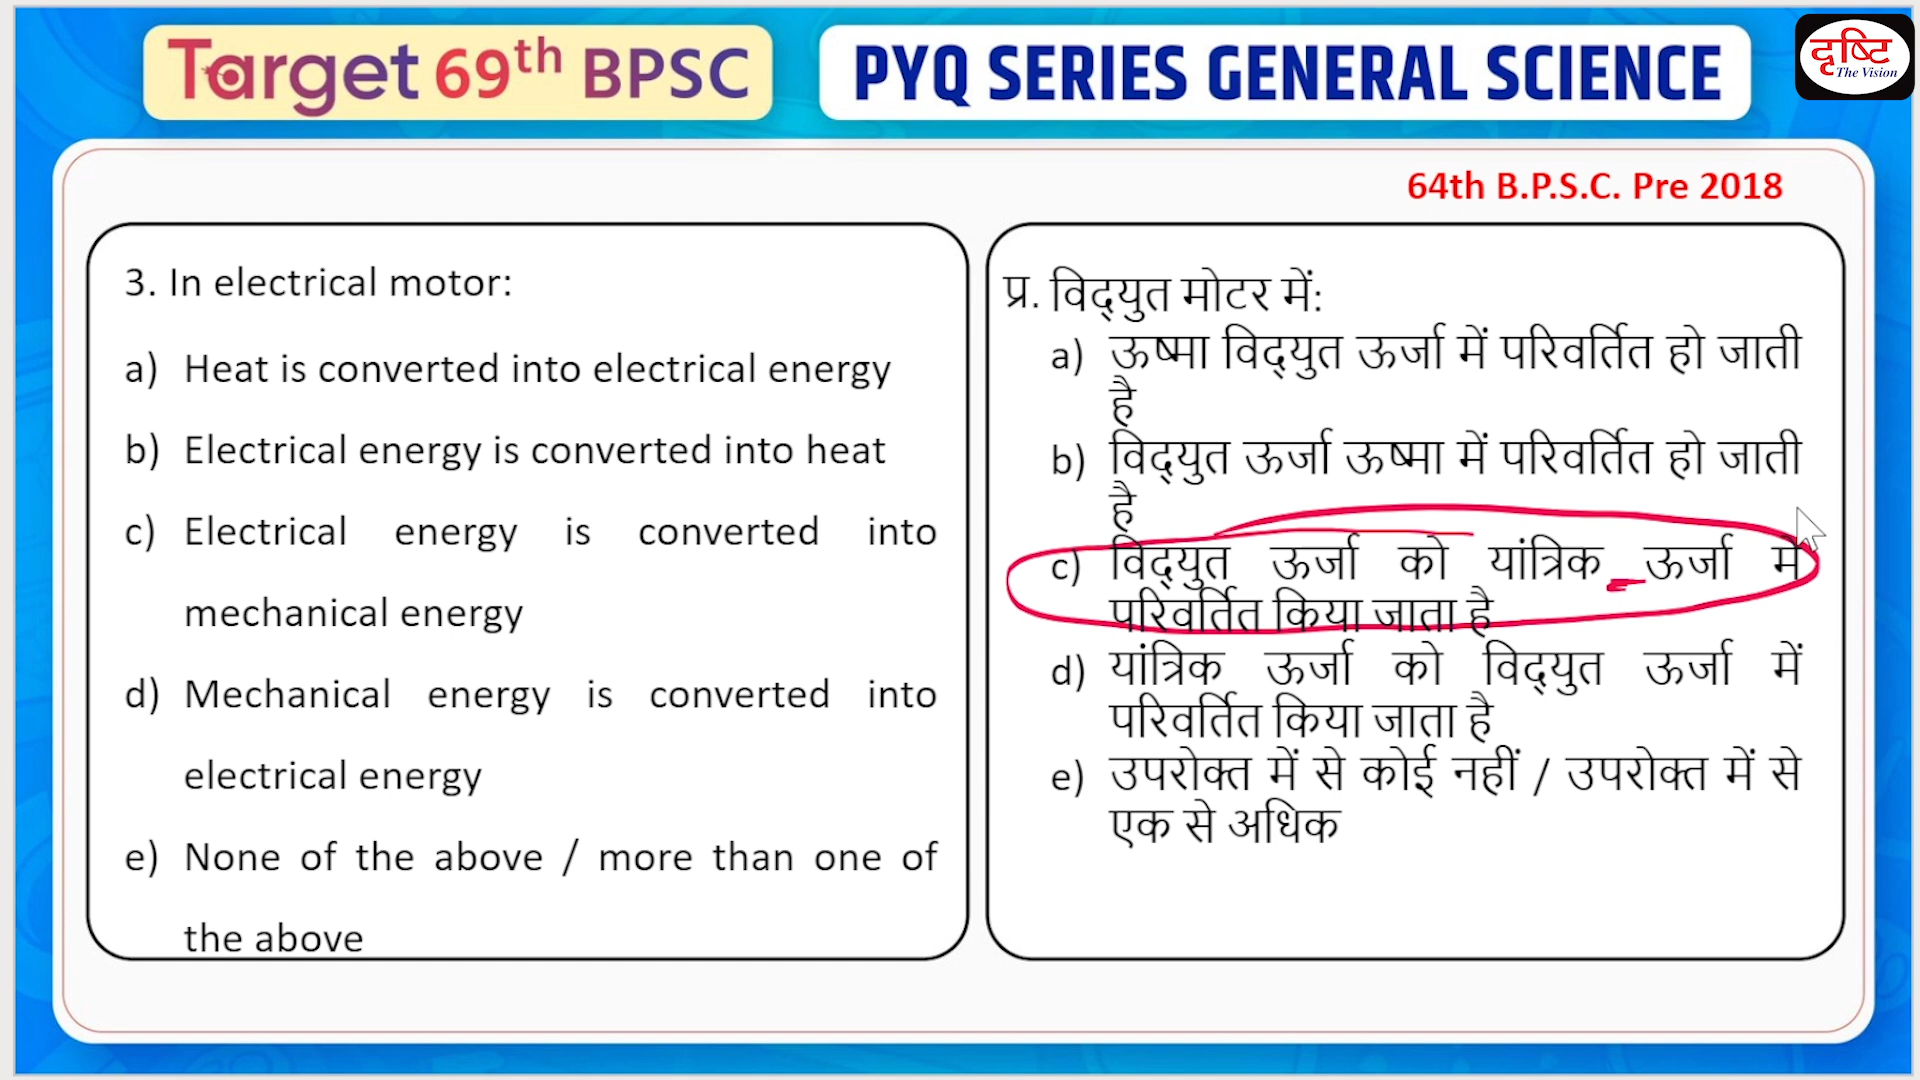 Target 69th BPSC
PYQ SERIES GENERAL SCIENCE
दृष्टि
The Vision
64th B.P.S.C. Pre 2018
3. In electrical motor:
a) Heat is converted into electrical energy
b) Electrical energy is converted into heat
c) Electrical energy is converted into
mechanical energy
d) Mechanical energy is converted into
electrical energy
e) None of the above / more than one of
the above
प्र. विद्युत मोटर में:
a) ऊष्मा विद्युत ऊर्जा में परिवर्तित हो जाती
है
b) विद्युत ऊर्जा ऊष्मा में परिवर्तित हो जाती
है
c) विद्युत ऊर्जा को यांत्रिक ऊर्जा में
परिवर्तित किया जाता है
d) यांत्रिक ऊर्जा को विद्युत ऊर्जा में
परिवर्तित किया जाता है
e) उपरोक्त में से कोई नहीं / उपरोक्त में से
एक से अधिक